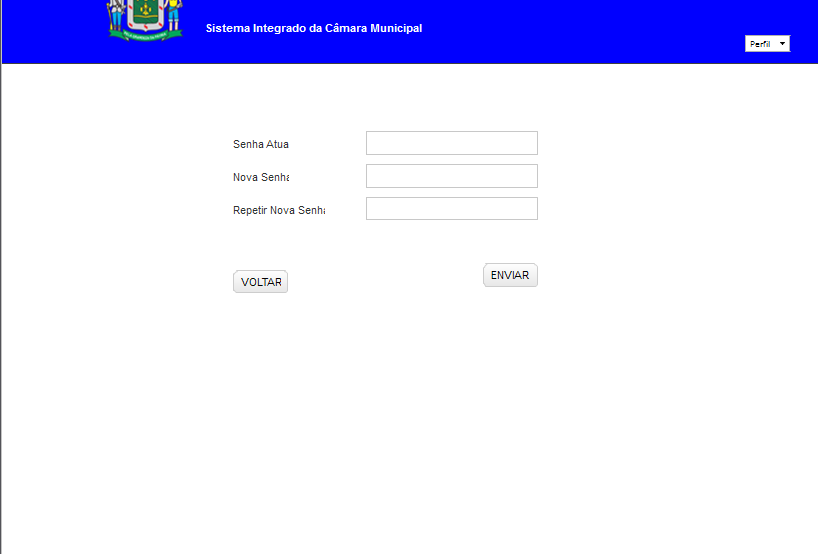 Sistema Integrado da Câmara Municipal
Perfil
Senha Atua
Nova Senha
Repetir Nova Senha
VOLTAR
ENVIAR